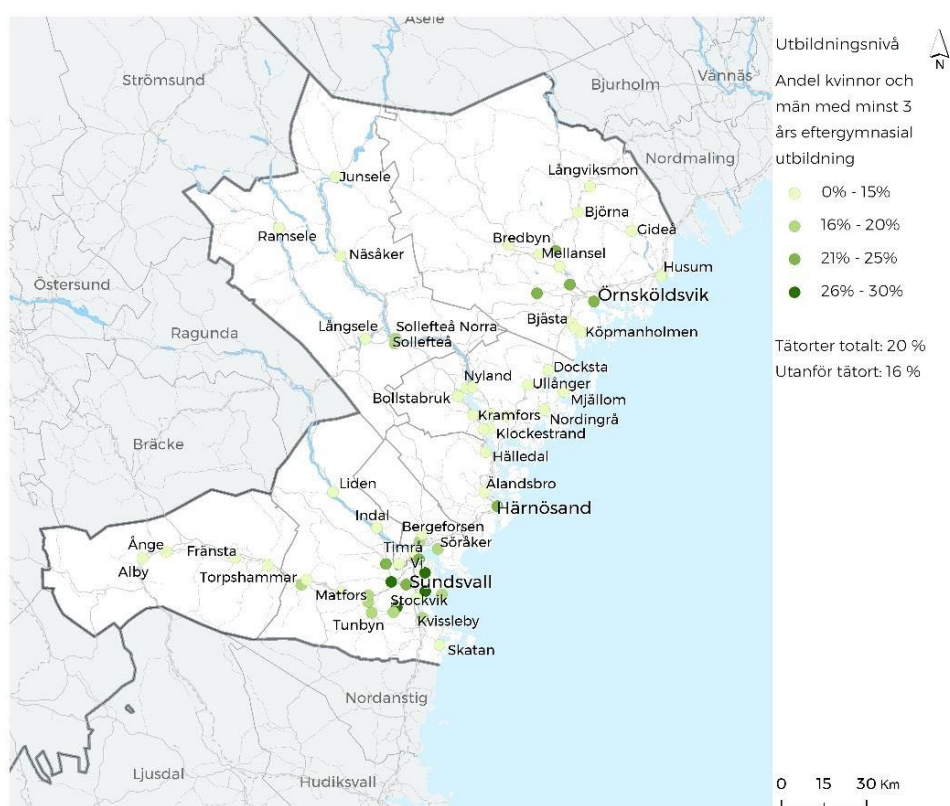 Åsele
Strömsund
Bjurholm
Vännäs
Nordmaling
Junsele
Långviksmon
Björna
Gideå
Ramsele
Bredbyn
Mellansel
Näsåker
Husum
Östersund
Örnsköldsvik
Långsele
Sollefteå Norra
Sollefteå
Bjästa
Köpmanholmen
Ragunda
Docksta
Nyland
Ullånger
Bollstabruk
Mjällom
Kramfors
Nordingrå
Klockestrand
Bräcke
Hälledal
Liden
Älandsbro
Härnösand
Indal
Bergeforsen
Ånge
Fränsta
Timrå
Söråker
Vi
Alby
Torpshammar
Sundsvall
Matfors
Stockvik
Tunbyn
Kvissleby
Skatan
Nordanstig
Ljusdal
Hudiksvall
Utbildningsnivå
N
Andel kvinnor och
män med minst 3
års eftergymnasial
utbildning
0% - 15%
16% - 20%
21% - 25%
26% - 30%
Tätorter totalt: 20 %
Utanför tätort: 16 %
0 15 30 Km